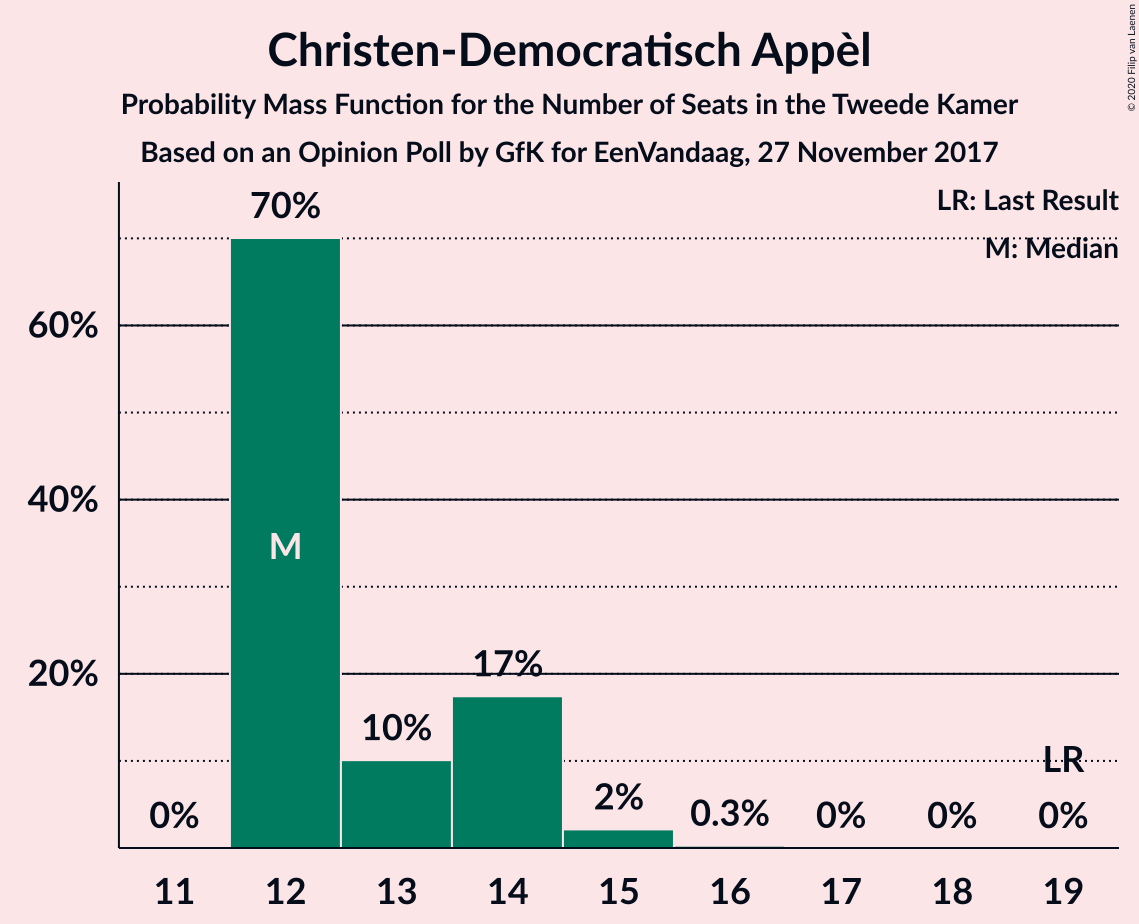 Christen-Democratisch Appèl
Probability Mass Function for the Number of Seats in the Tweede Kamer
Based on an Opinion Poll by GfK for EenVandaag, 27 November 2017
© 2020 Filip van Laenen
LR: Last Result
M: Median
70%
60%
40%
M
20%
17%
10%
LR
0%
2%
0.3%
0%
0%
0%
11 12 13 14 15 16 17 18 19